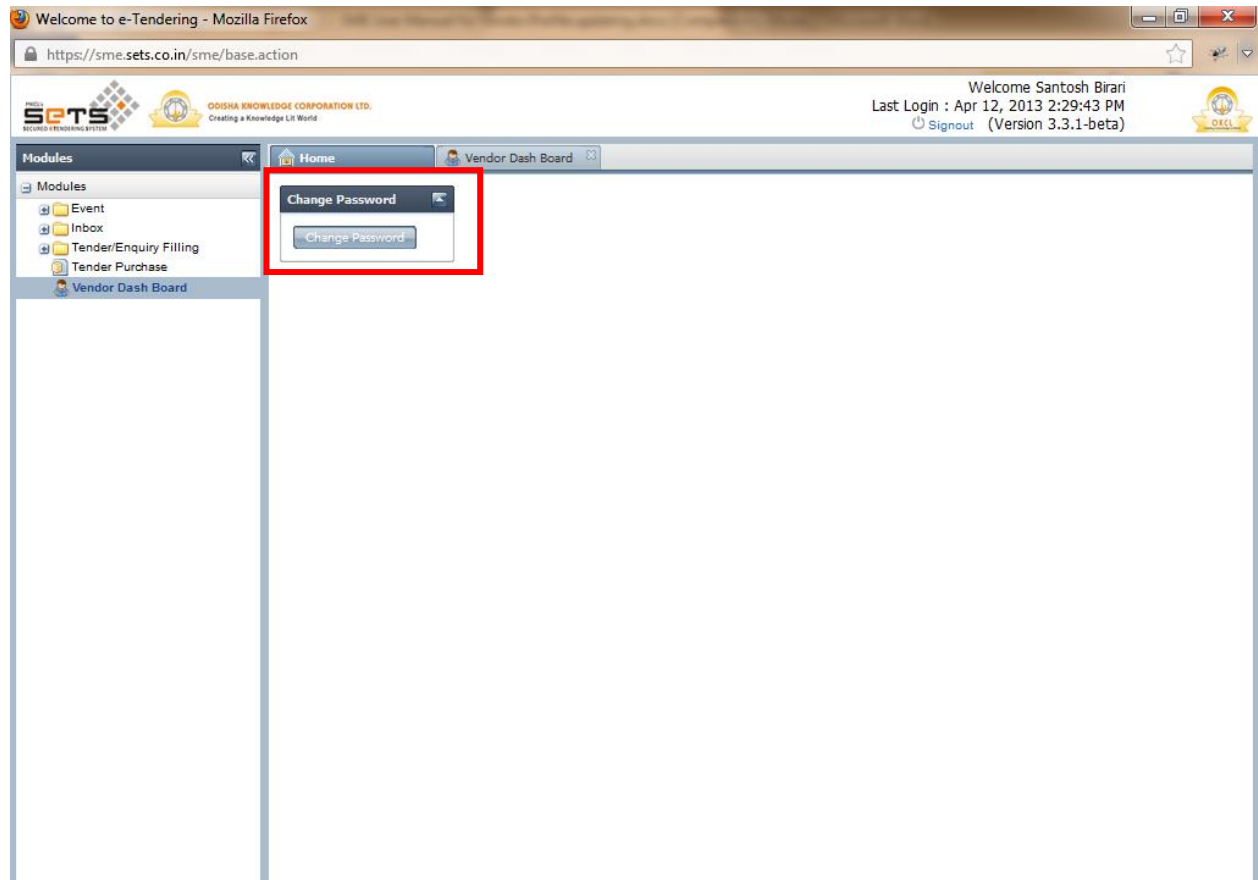 Welcome to e-Tendering - Mozilla Firefox
https://sme.sets.co.in/sme/base.action
SETS
SECURED ETENDERING SYSTEM
ODISHA KNOWLEDGE CORPORATION LTD.
Creating a Knowledge Lit World
Welcome Santosh Birari
Last Login : Apr 12, 2013 2:29:43 PM
Signout (Version 3.3.1-beta)
OKCL
Modules
Home
Vendor Dash Board
Modules
Event
Inbox
Tender/Enquiry Filling
Tender Purchase
Vendor Dash Board
Change Password
Change Password